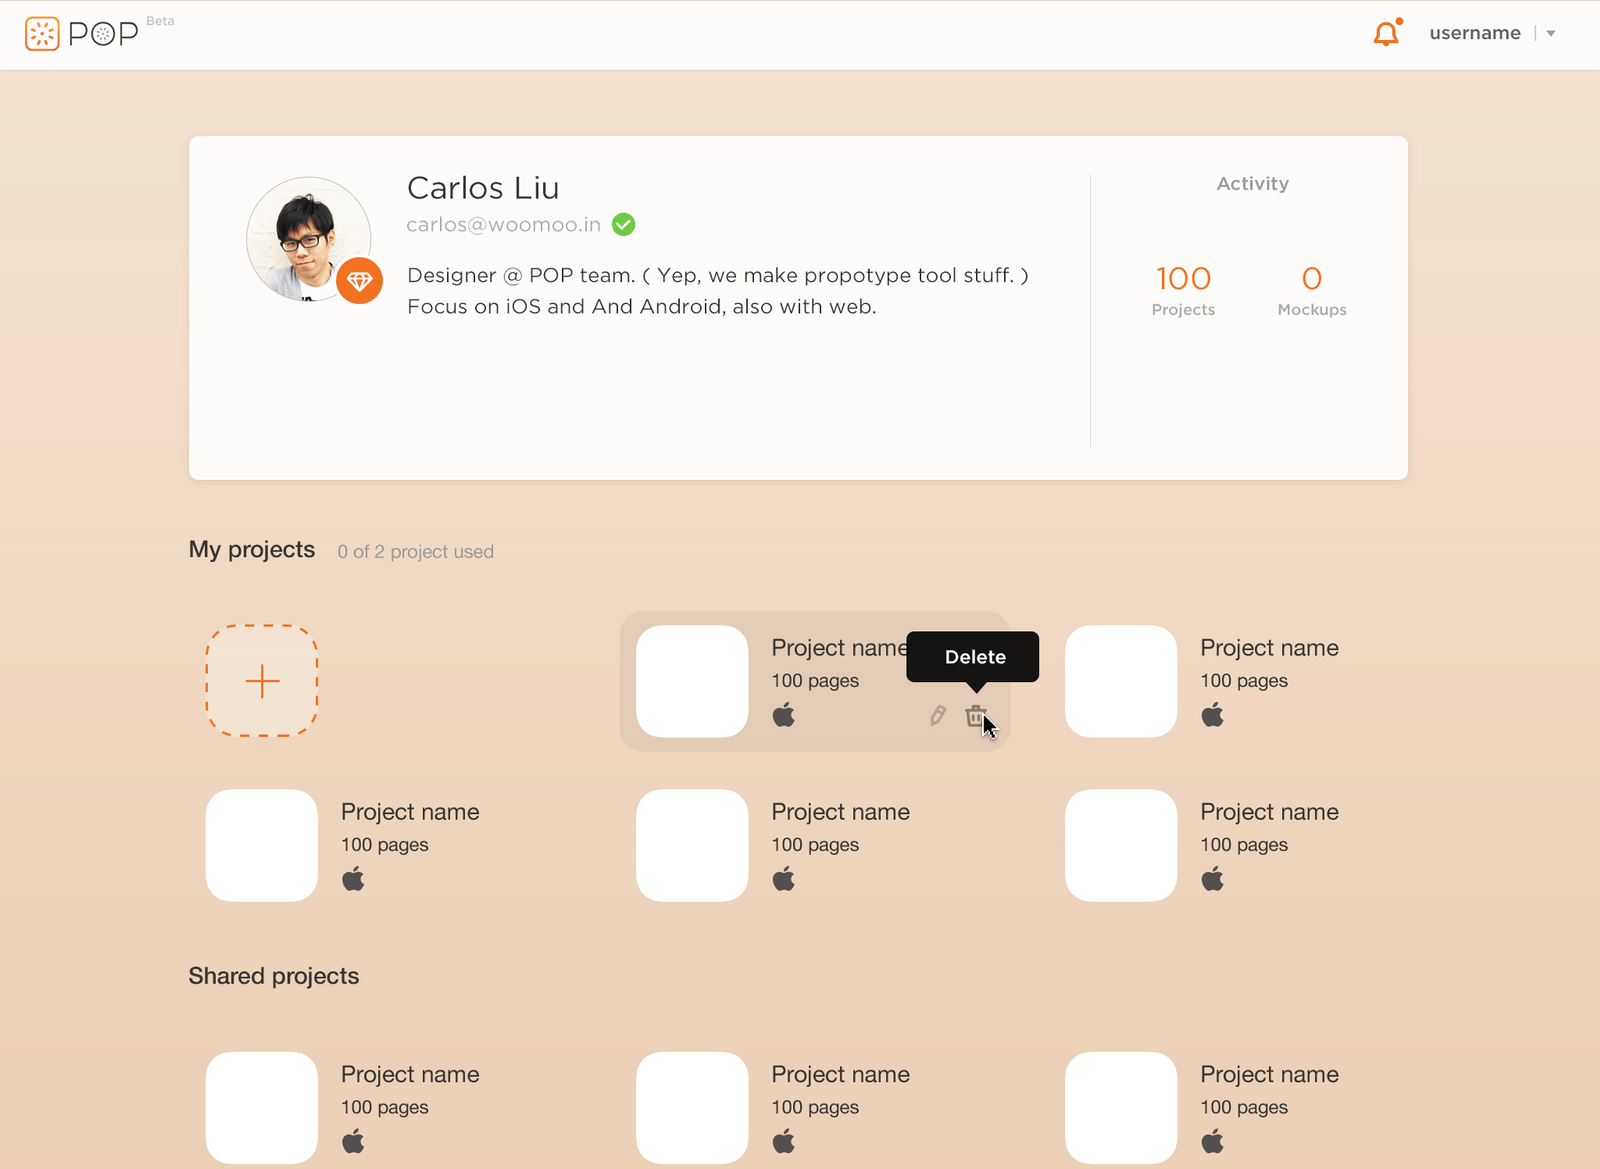 POP Beta
username
Carlos Liu
carlos@woomoo.in
Designer @ POP team. ( Yep, we make propotype tool stuff. )
Focus on iOS and And Android, also with web.
Activity
100
Projects
0
Mockups
My projects
0 of 2 project used
Project name
100 pages
Delete
Project name
100 pages
Project name
100 pages
Project name
100 pages
Project name
100 pages
Shared projects
Project name
100 pages
Project name
100 pages
Project name
100 pages